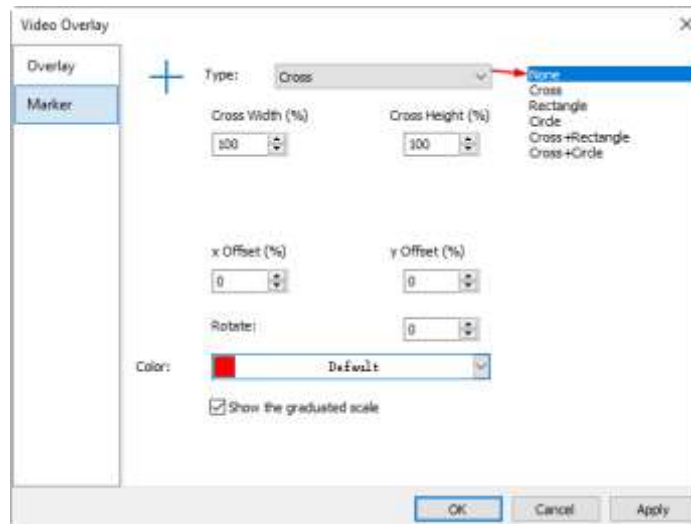 Video Overlay
Overlay
Marker
Type:
Cross
None
Cross
Rectangle
Circle
Cross+Rectangle
Cross+Circle
Cross Width (%)
Cross Height (%)
100
100
x Offset (%)
y Offset (%)
0
0
Rotate:
0
Color:
Default
Show the graduated scale
OK
Cancel
Apply